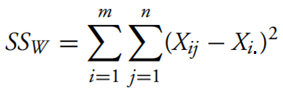 SS_W = \sum_{i=1}^{m} \sum_{j=1}^{n} (X_{ij} - X_{i.})^2